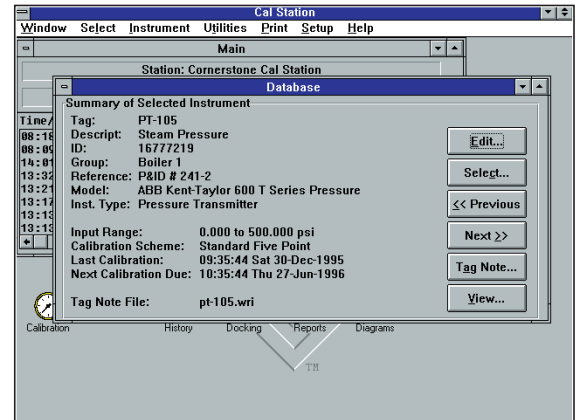 Cal Station
Window Select Instrument Utilities Print Setup Help
Main
Station: Cornerstone Cal Station
Database
Summary of Selected Instrument
Tag: PT-105
Descript: Steam Pressure
ID: 16777219
Group: Boiler 1
Reference: P&ID # 241-2
Model: ABB Kent-Taylor 600 T Series Pressure
Inst. Type: Pressure Transmitter
Input Range: 0.000 to 500.000 psi
Calibration Scheme: Standard Five Point
Last Calibration: 09:35:44 Sat 30-Dec-1995
Next Calibration Due: 10:35:44 Thu 27-Jun-1996
Tag Note File: pt-105.wri
Edit...
Select...
<< Previous
Next >>
Tag Note...
View...
Time/
08:18
08:09
14:01
13:32
13:21
13:17
13:13
13:13
Calibration
History
Docking
Reports
Diagrams
TM